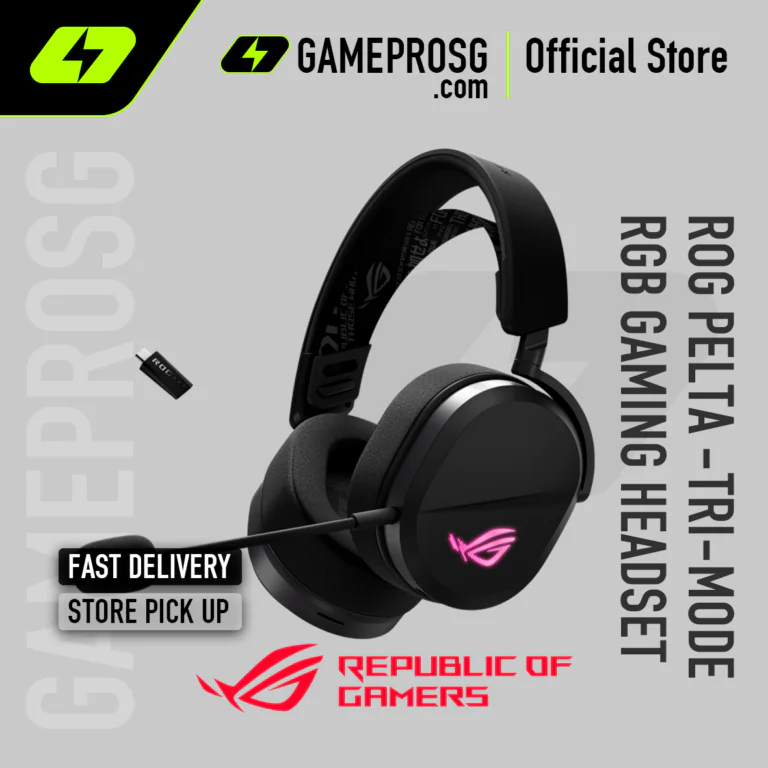 GAMEPROSG
.com
Official Store
GAMEPROSG
ROG PELTA -TRI-MODE
RGB GAMING HEADSET
ROG
FAST DELIVERY
STORE PICK UP
REPUBLIC OF
GAMERS